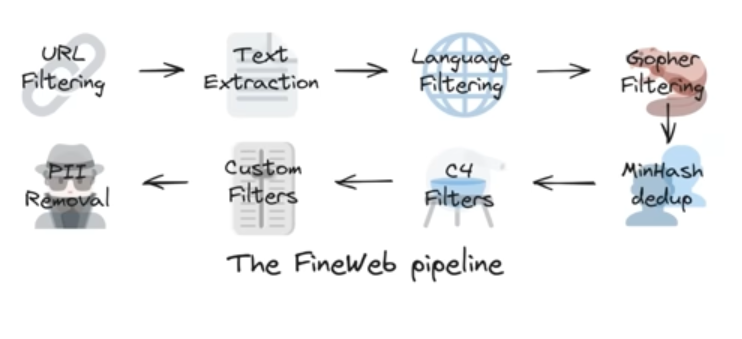 URL
Filtering
Text
Extraction
Language
Filtering
Gopher
Filtering
MinHash
dedup
C4
Filters
Custom
Filters
PII
Removal
The FineWeb pipeline